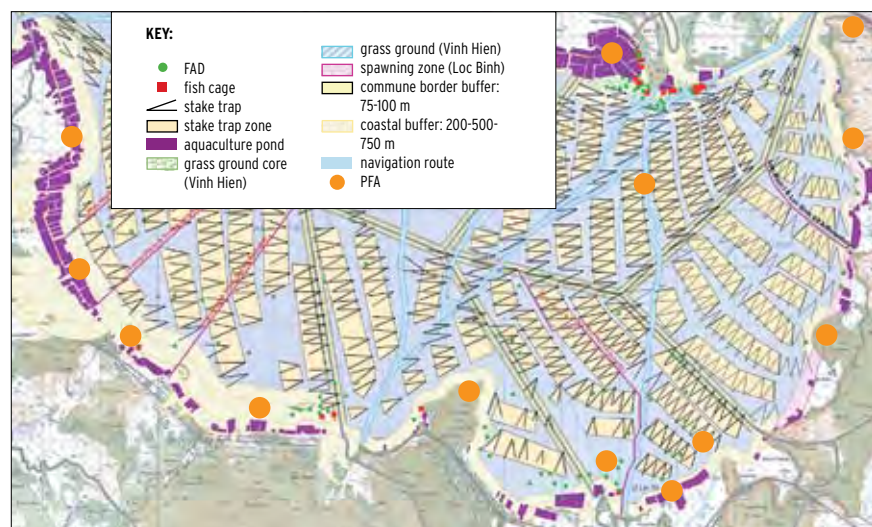 KEY:
FAD
fish cage
stake trap
stake trap zone
aquaculture pond
grass ground core
(Vinh Hien)
grass ground (Vinh Hien)
spawning zone (Loc Binh)
commune border buffer:
75-100 m
coastal buffer: 200-500-
750 m
navigation route
PFA